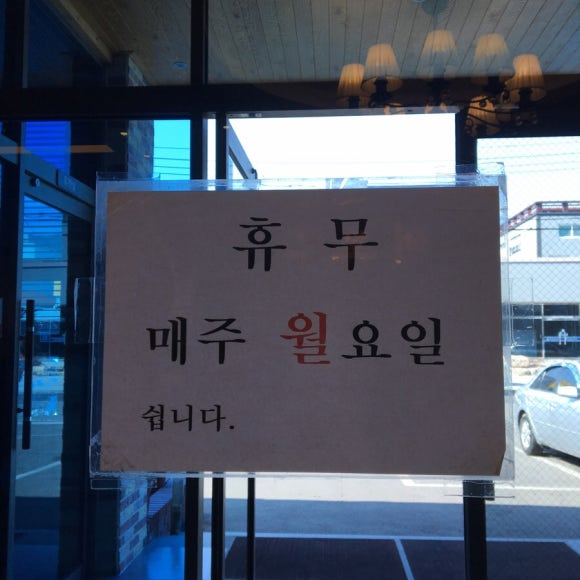 휴 무
매주 월요일
쉽니다.